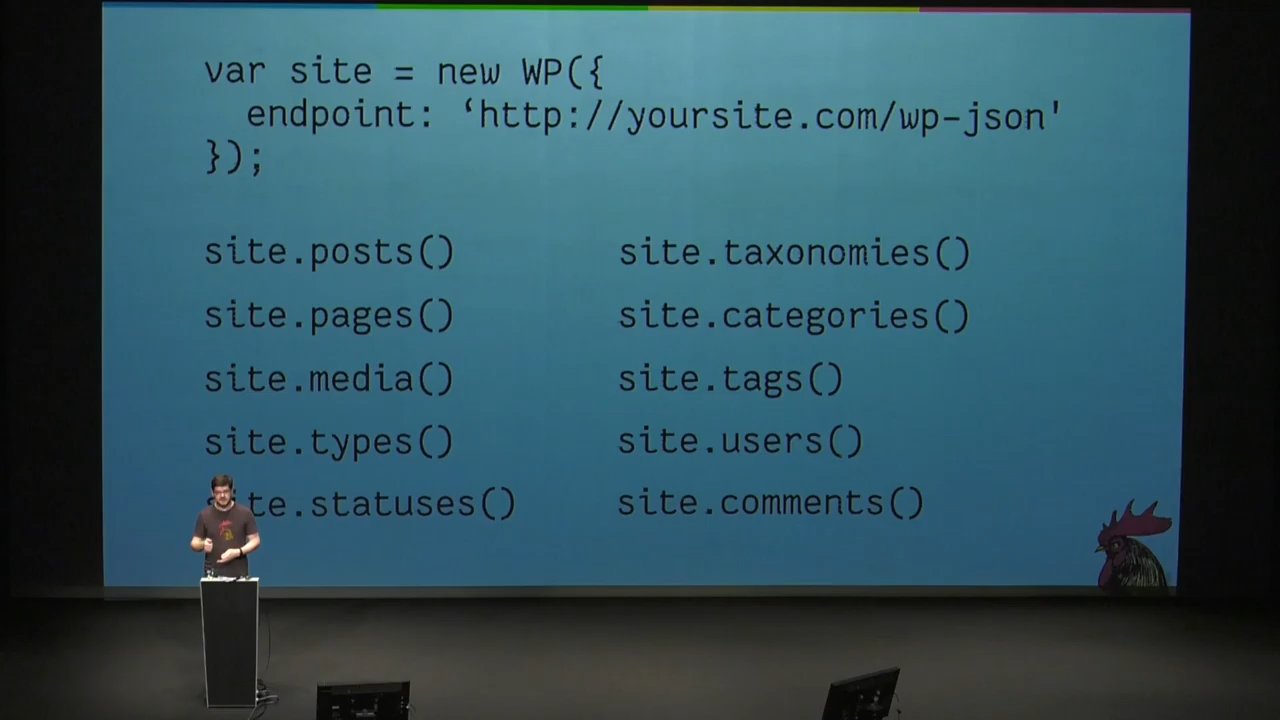 var site = new WP({
endpoint: ‘http://yoursite.com/wp-json'
});
site.posts()
site.pages()
site.media()
site.types()
te.statuses()
site.taxonomies()
site.categories()
site.tags()
site.users()
site.comments()